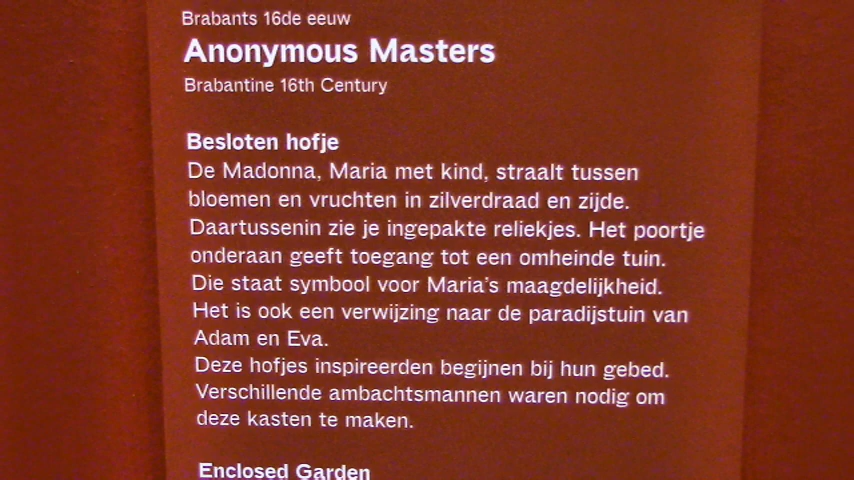 Brabants 16de eeuw
Anonymous Masters
Brabantine 16th Century
Besloten hofje
De Madonna, Maria met kind, straalt tussen
bloemen en vruchten in zilverdraad en zijde.
Daartussenin zie je ingepakte reliekjes. Het poortje
onderaan geeft toegang tot een omheinde tuin.
Die staat symbool voor Maria's maagdelijkheid.
Het is ook een verwijzing naar de paradijstuin van
Adam en Eva.
Deze hofjes inspireerden begijnen bij hun gebed.
Verschillende ambachtsmannen waren nodig om
deze kasten te maken.
Enclosed Garden